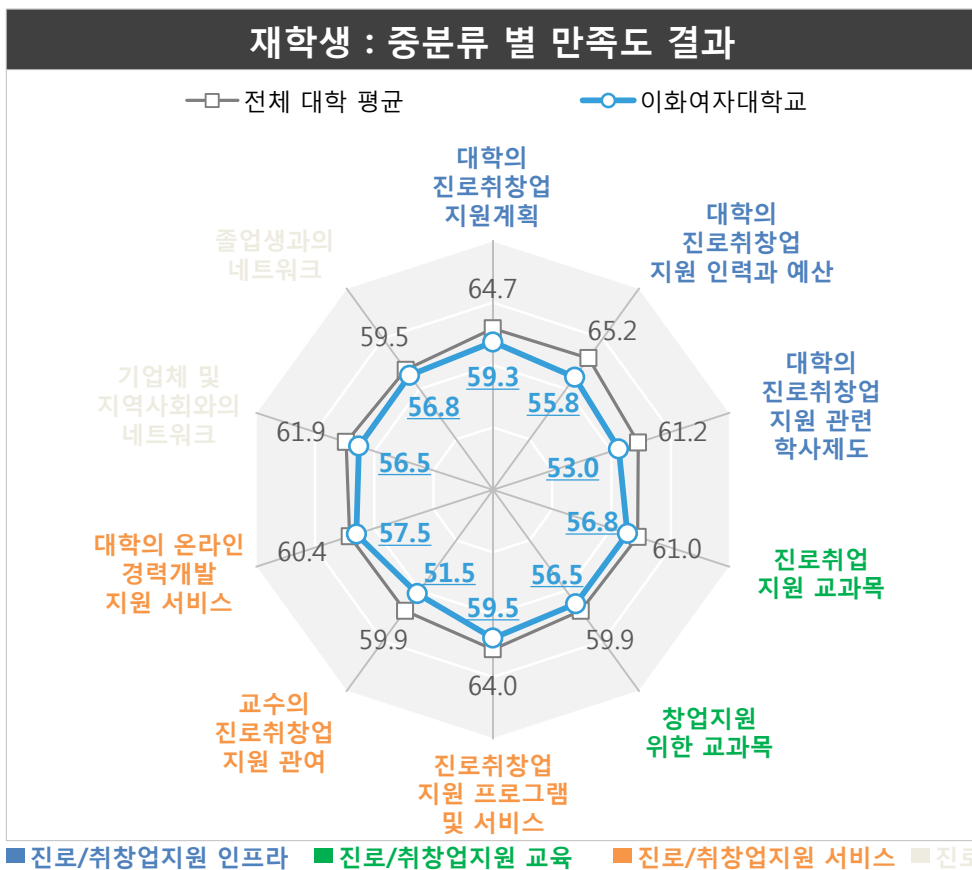 재학생 : 중분류 별 만족도 결과
전체 대학 평균
이화여자대학교
대학의
진로취창업
지원계획
대학의
진로취창업
지원 인력과 예산
대학의
진로취창업
지원 관련
학사제도
진로취업
지원 교과목
창업지원
위한 교과목
진로취창업
지원 프로그램
및 서비스
교수의
진로취창업
지원 관여
대학의 온라인
경력개발
지원 서비스
기업체 및
지역사회와의
네트워크
졸업생과의
네트워크
64.7
65.2
61.2
61.0
59.9
64.0
59.9
60.4
61.9
59.5
59.3
55.8
53.0
56.8
56.5
59.5
51.5
57.5
56.5
56.8
진로/취창업지원 인프라
진로/취창업지원 교육
진로/취창업지원 서비스
진로